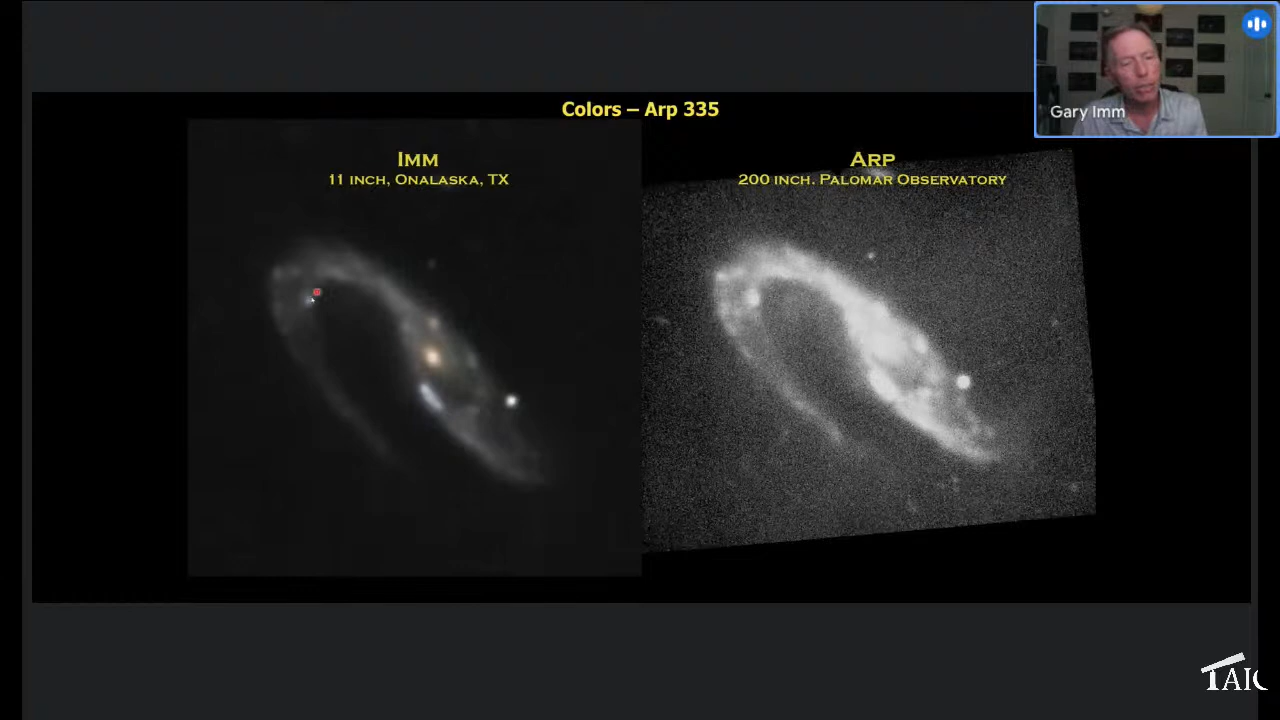 Colors – Arp 335
Imm
11 inch, Onalaska, TX
Arp
200 inch. Palomar Observatory
Gary Imm
TAIC